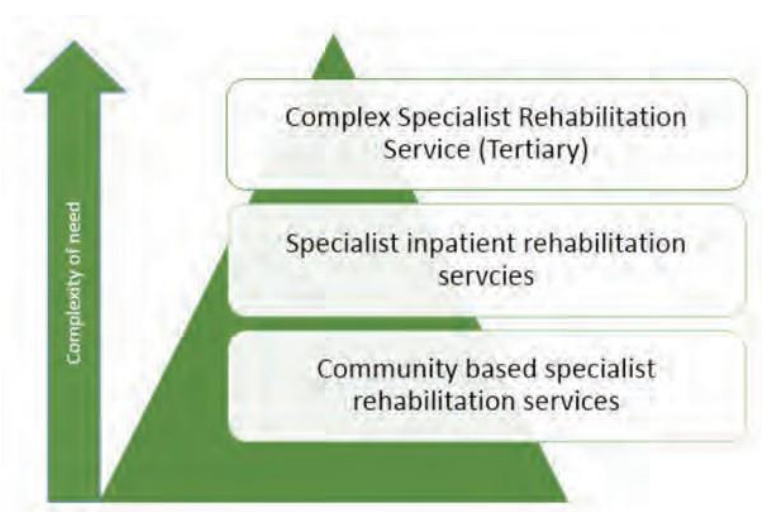 Complex Specialist Rehabilitation
Service (Tertiary)
Specialist inpatient rehabilitation
servcies
Community based specialist
rehabilitation services
Complexity of need